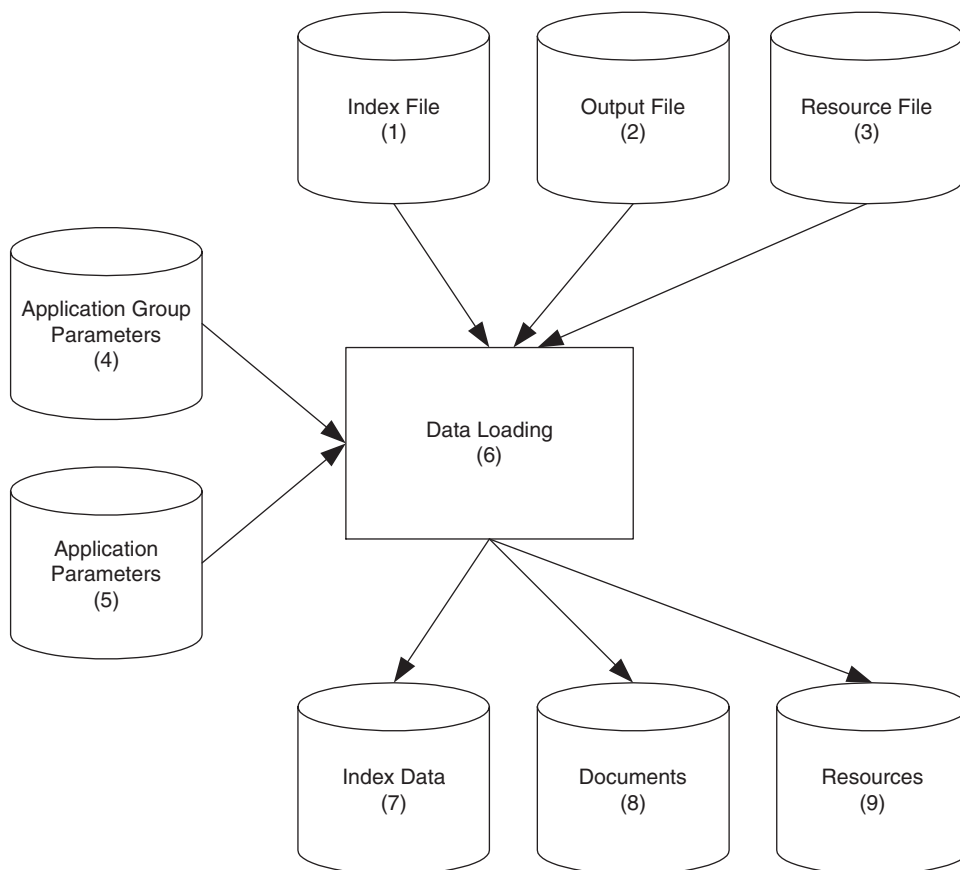 Index File
(1)
Output File
(2)
Resource File
(3)
Application Group
Parameters
(4)
Application
Parameters
(5)
Data Loading
(6)
Index Data
(7)
Documents
(8)
Resources
(9)